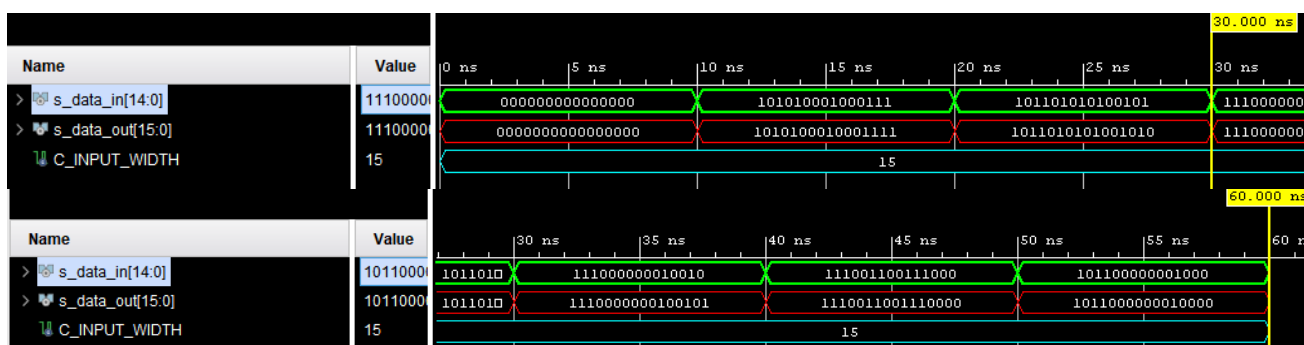 30.000 ns
Name Value 0 ns 5 ns 10 ns 15 ns 20 ns 25 ns 30 ns
s_data_in[14:0] 11100000 000000000000000 101010001000111 101101010100101 111000000
s_data_out[15:0] 11100000 0000000000000000 1010100010001111 1011010101001010 111000000
C_INPUT_WIDTH 15 15
60.000 ns
Name Value 30 ns 35 ns 40 ns 45 ns 50 ns 55 ns 60 n
s_data_in[14:0] 10110000 101101 111000000010010 111001100111000 101100000001000
s_data_out[15:0] 10110000 101101 1110000000100101 1110011001110000 1011000000010000
C_INPUT_WIDTH 15 15